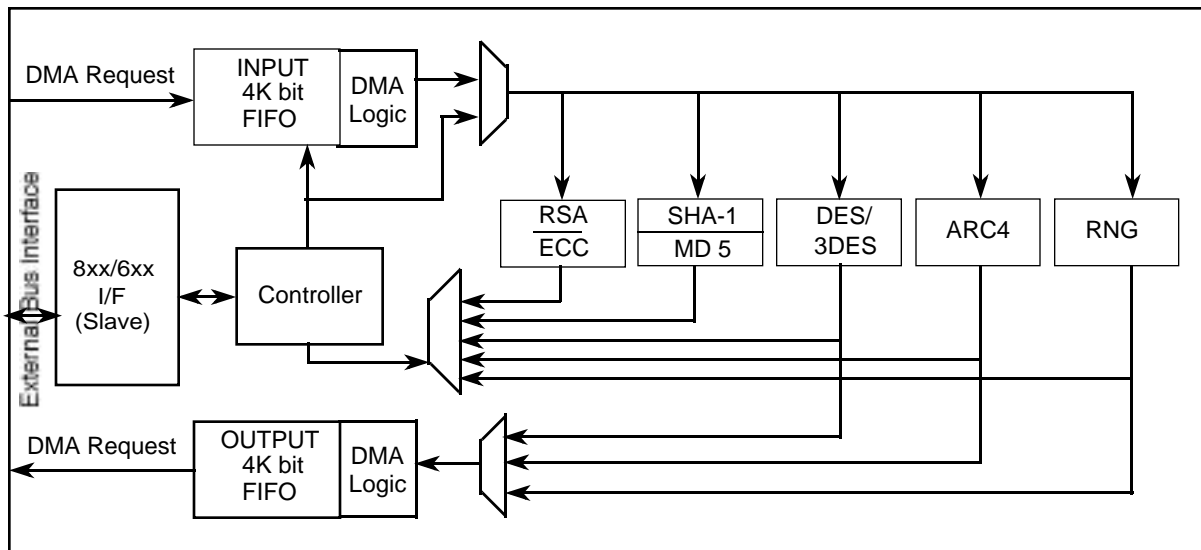 DMA Request
INPUT
4K bit
FIFO
DMA
Logic
External Bus Interface
8xx/6xx
I/F
(Slave)
Controller
RSA
ECC
SHA-1
MD 5
DES/
3DES
ARC4
RNG
DMA Request
OUTPUT
4K bit
FIFO
DMA
Logic